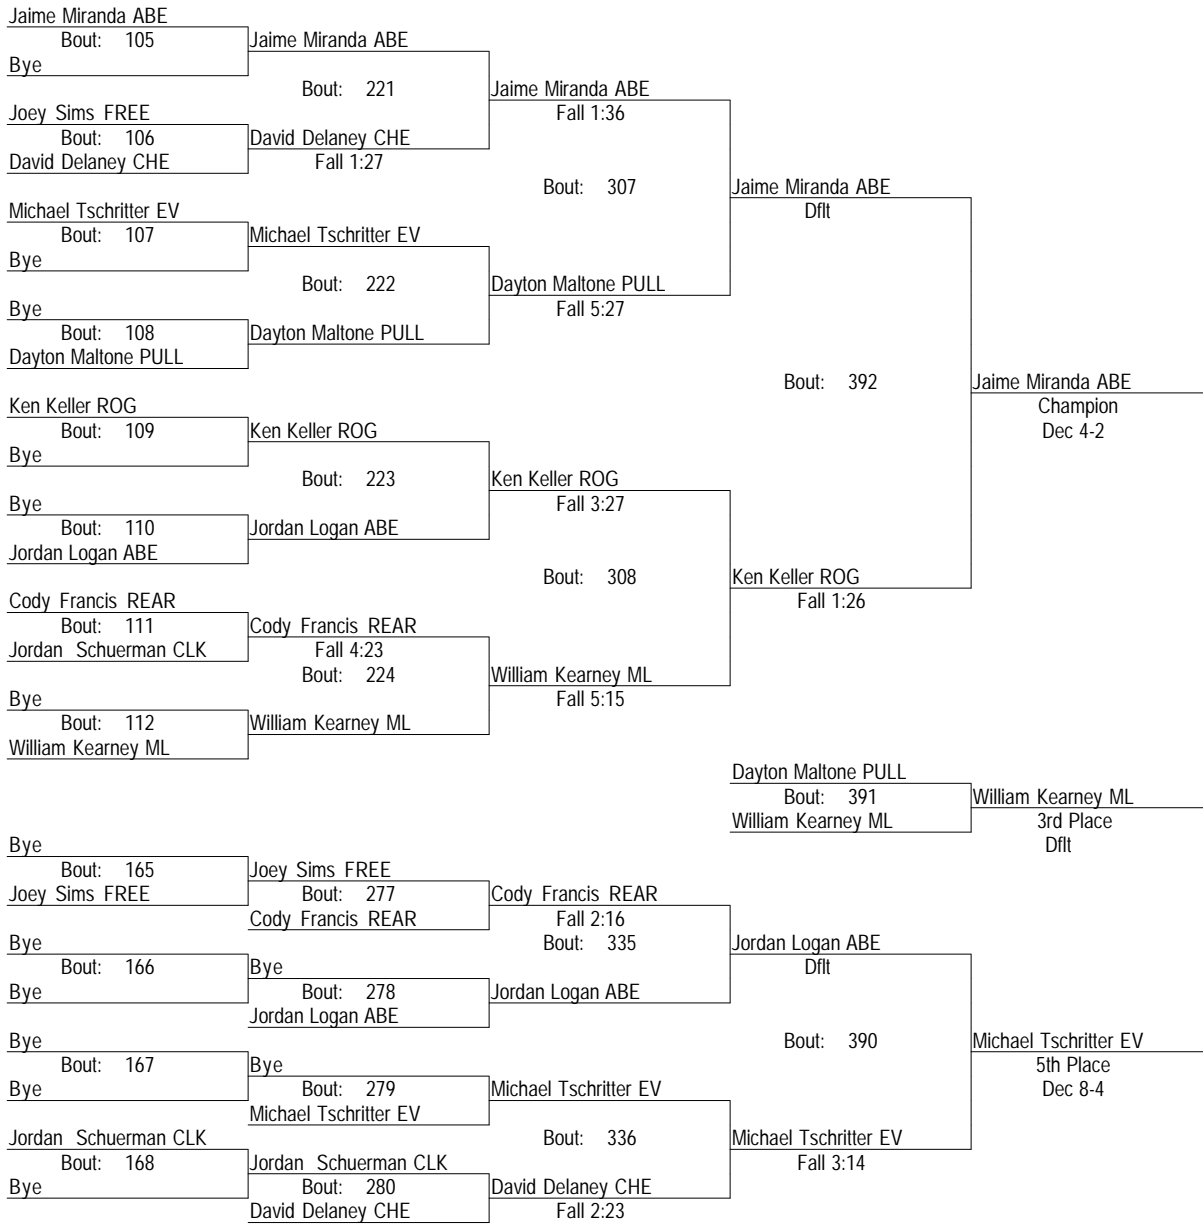 Jaime Miranda ABE
Bout: 105
Jaime Miranda ABE
Bye
Bout: 221
Jaime Miranda ABE
Joey Sims FREE
Fall 1:36
Bout: 106
David Delaney CHE
David Delaney CHE
Fall 1:27
Bout: 307
Jaime Miranda ABE
Michael Tschritter EV
Dflt
Bout: 107
Michael Tschritter EV
Bye
Bout: 222
Dayton Maltone PULL
Bye
Fall 5:27
Bout: 108
Dayton Maltone PULL
Dayton Maltone PULL
Bout: 392
Jaime Miranda ABE
Ken Keller ROG
Champion
Bout: 109
Ken Keller ROG
Dec 4-2
Bye
Bout: 223
Ken Keller ROG
Bye
Fall 3:27
Bout: 110
Jordan Logan ABE
Jordan Logan ABE
Bout: 308
Ken Keller ROG
Cody Francis REAR
Fall 1:26
Bout: 111
Cody Francis REAR
Jordan Schuerman CLK
Fall 4:23
Bout: 224
William Kearney ML
Bye
Fall 5:15
Bout: 112
William Kearney ML
William Kearney ML
Dayton Maltone PULL
Bout: 391
William Kearney ML
William Kearney ML
3rd Place
Dflt
Bye
Bout: 165
Joey Sims FREE
Joey Sims FREE
Bout: 277
Cody Francis REAR
Cody Francis REAR
Fall 2:16
Bye
Bout: 335
Jordan Logan ABE
Bout: 166
Bye
Dflt
Bye
Bout: 278
Jordan Logan ABE
Jordan Logan ABE
Bye
Bout: 390
Michael Tschritter EV
Bout: 167
Bye
5th Place
Bye
Bout: 279
Michael Tschritter EV
Dec 8-4
Michael Tschritter EV
Jordan Schuerman CLK
Bout: 336
Michael Tschritter EV
Bout: 168
Jordan Schuerman CLK
Fall 3:14
Bye
Bout: 280
David Delaney CHE
David Delaney CHE
Fall 2:23